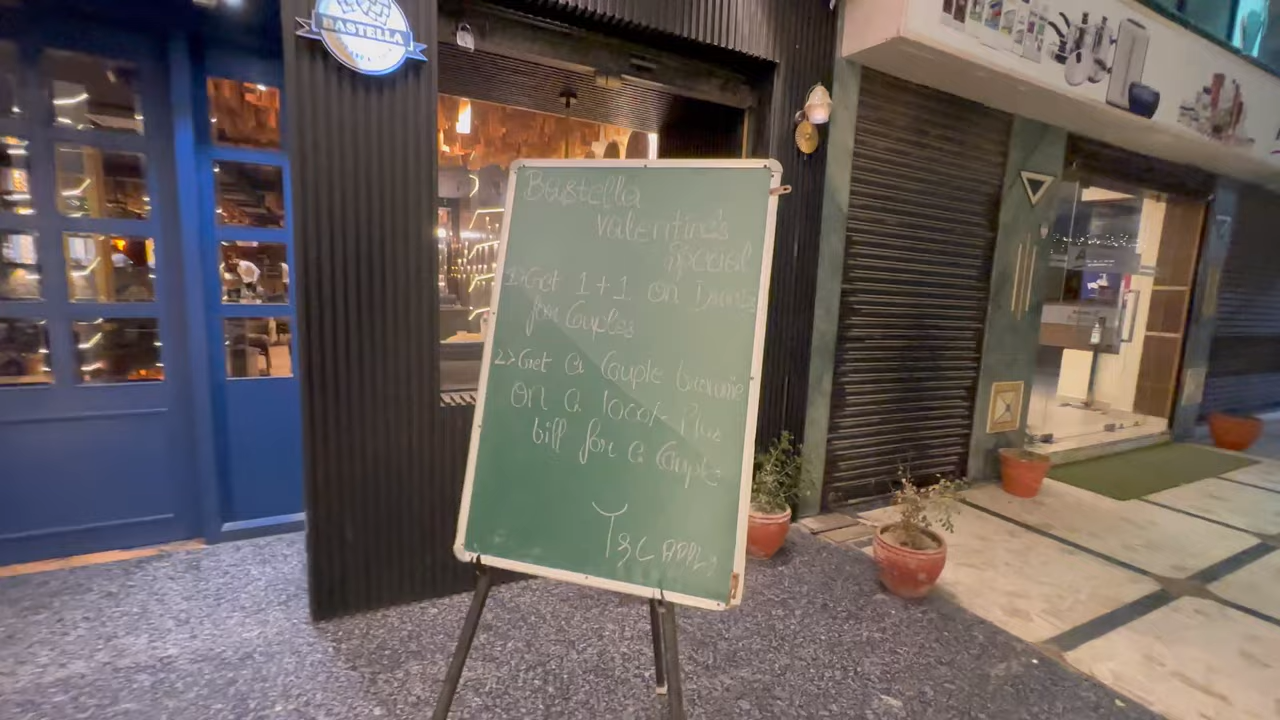 BASTELLA
Bastella
Valentine's
Special
1>Get 1+1 on
for Couples
2>Get a Couple brownie
on a 1000+ Plus
bill for a Couple
T&C APPLY